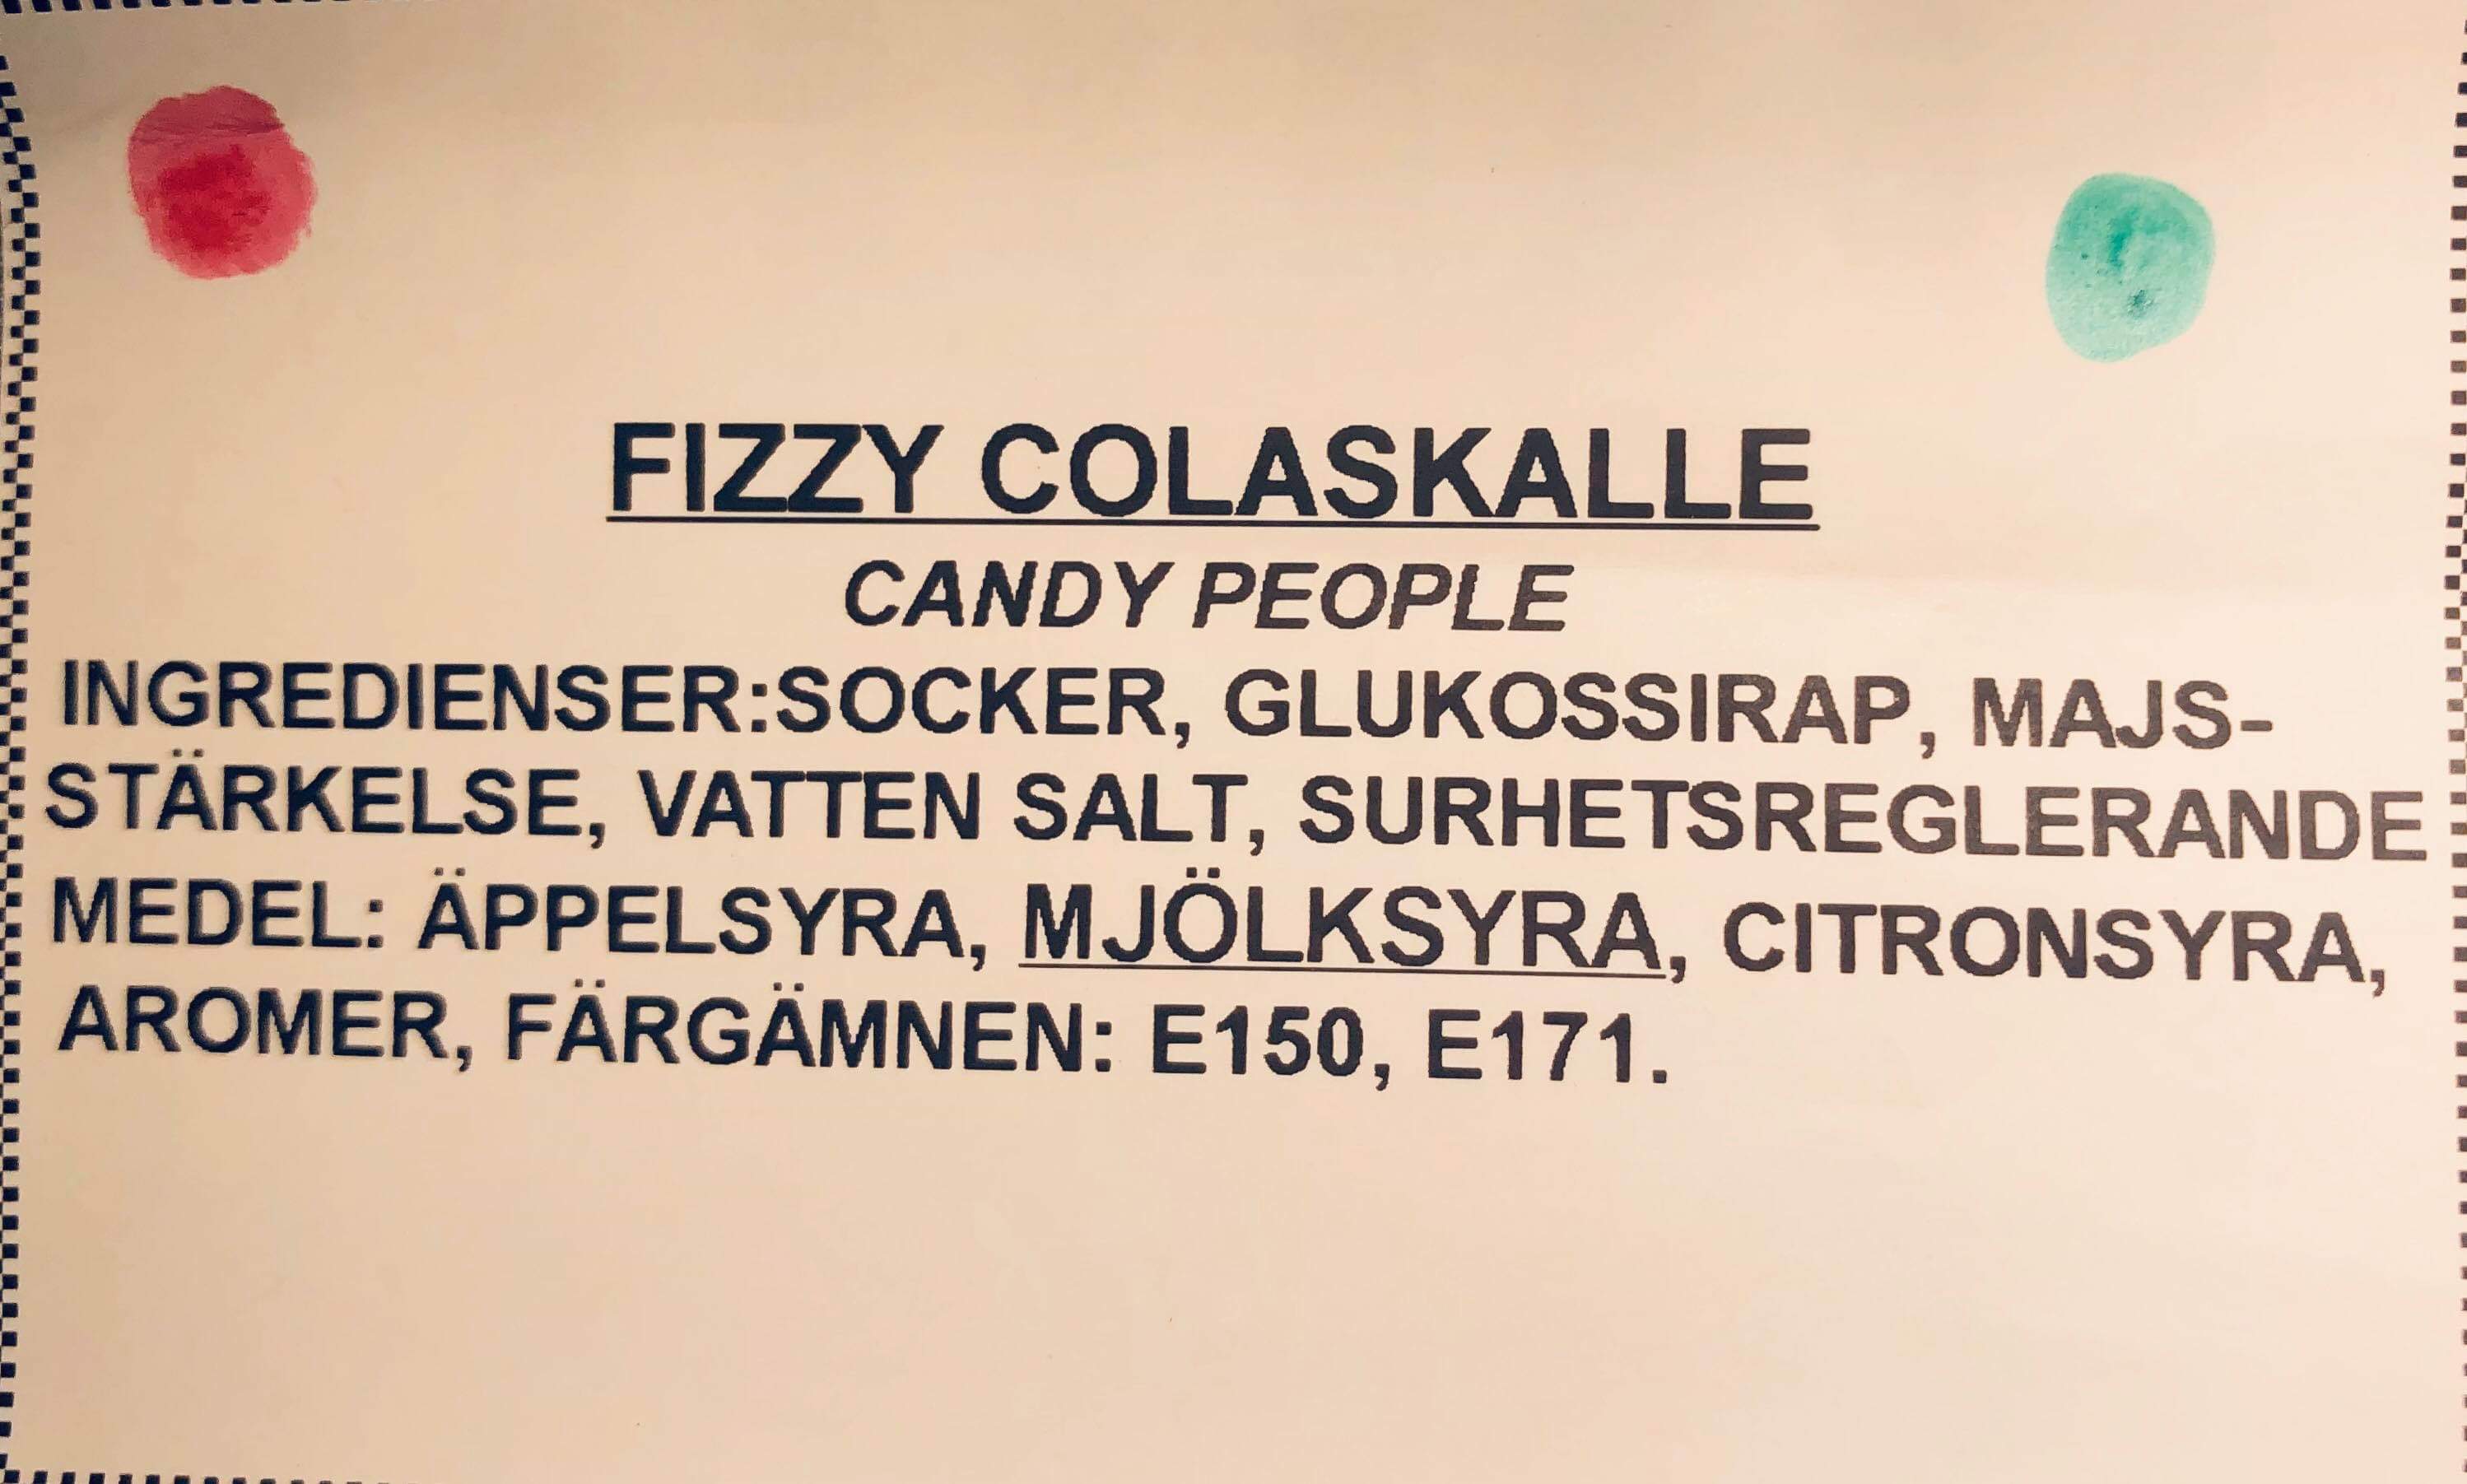 FIZZY COLASKALLE
CANDY PEOPLE
INGREDIENSER:SOCKER, GLUKOSSIRAP, MAJS-
STÄRKELSE, VATTEN SALT, SURHETSREGLERANDE
MEDEL: ÄPPELSYRA, MJÖLKSYRA, CITRONSYRA,
AROMER, FÄRGÄMNEN: E150, E171.